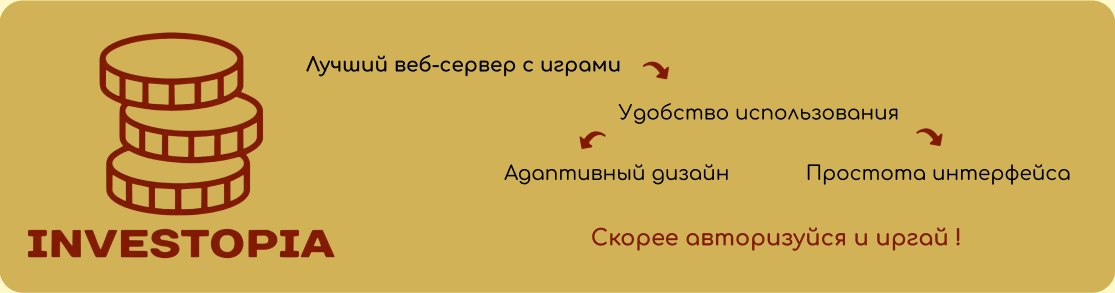 Лучший веб-сервер с играми
Удобство использования
Адаптивный дизайн
Простота интерфейса
INVESTOPIA
Скорее авторизуйся и иргай !